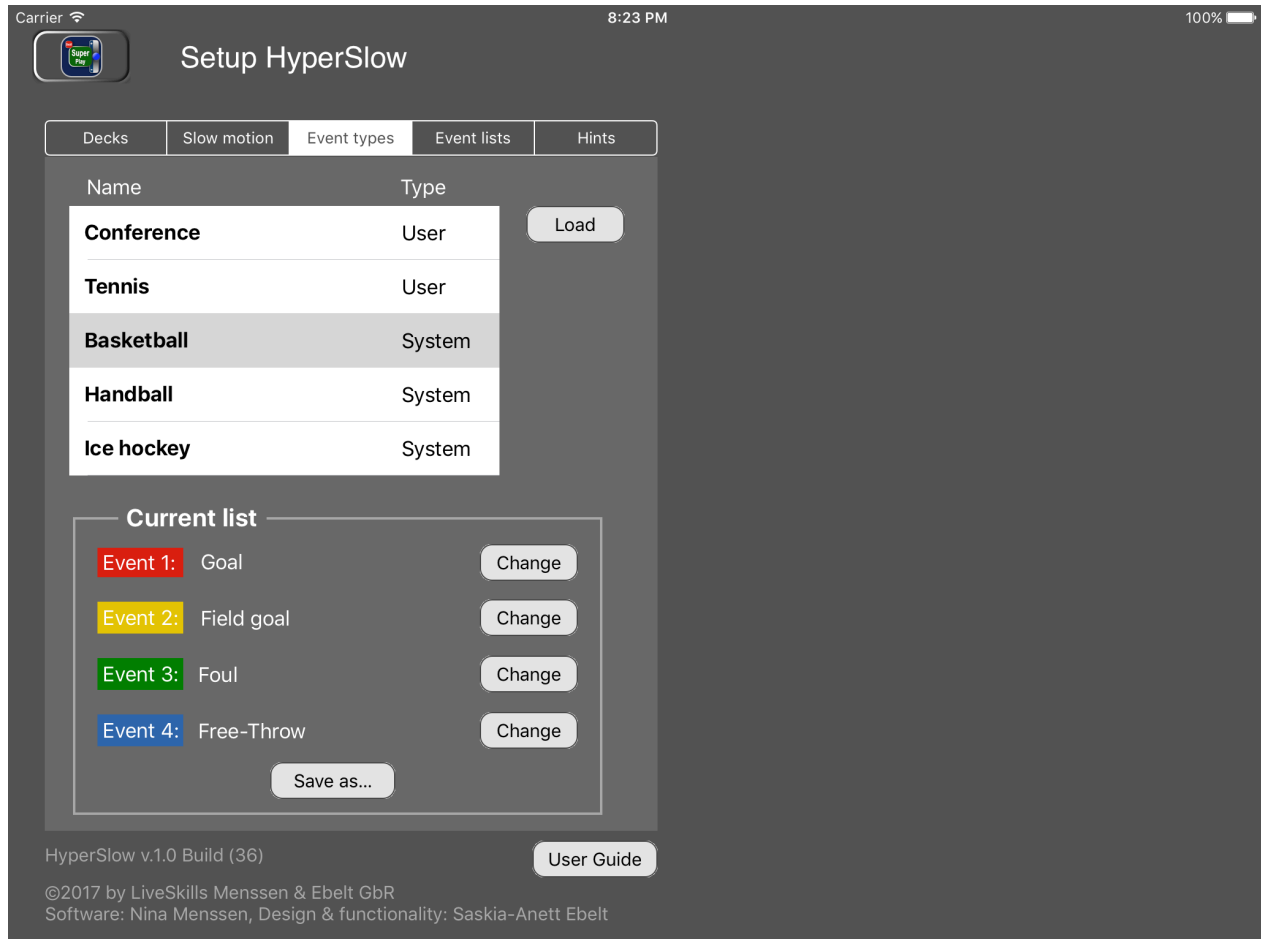 Carrier 8:23 PM 100%
Super
Play
Setup HyperSlow
Decks Slow motion Event types Event lists Hints
Name Type
Conference User
Load
Tennis User
Basketball System
Handball System
Ice hockey System
Current list
Event 1: Goal Change
Event 2: Field goal Change
Event 3: Foul Change
Event 4: Free-Throw Change
Save as...
HyperSlow v.1.0 Build (36)
User Guide
©2017 by LiveSkills Menssen & Ebelt GbR
Software: Nina Menssen, Design & functionality: Saskia-Anett Ebelt